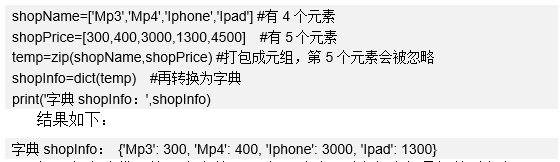 shopName=['Mp3','Mp4','Iphone','Ipad'] #有 4 个元素
shopPrice=[300,400,3000,1300,4500] #有 5 个元素
temp=zip(shopName,shopPrice) #打包成元组，第 5 个元素会被忽略
shopInfo=dict(temp) #再转换为字典
print('字典 shopInfo：',shopInfo)
结果如下：
字典 shopInfo： {'Mp3': 300, 'Mp4': 400, 'Iphone': 3000, 'Ipad': 1300}